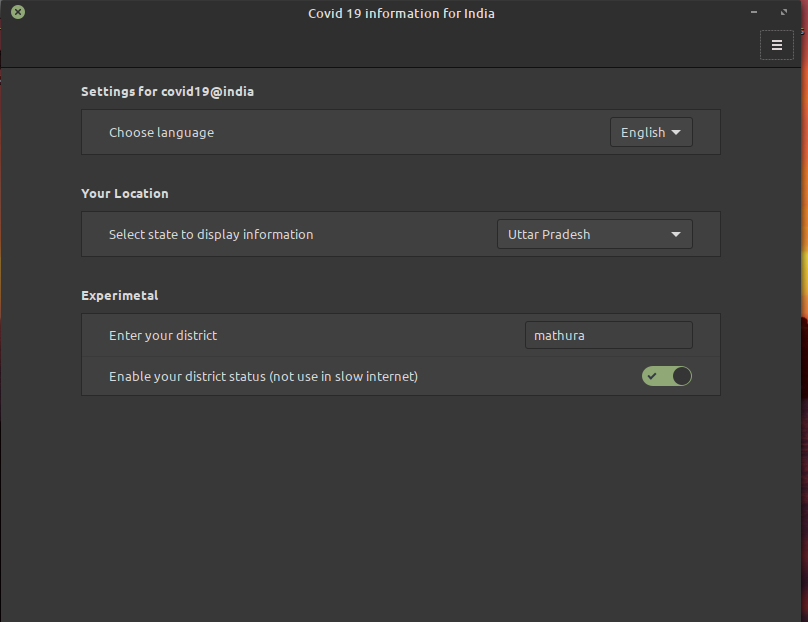 Covid 19 information for India
Settings for covid19@india
Choose language
English
Your Location
Select state to display information
Uttar Pradesh
Experimetal
Enter your district
mathura
Enable your district status (not use in slow internet)